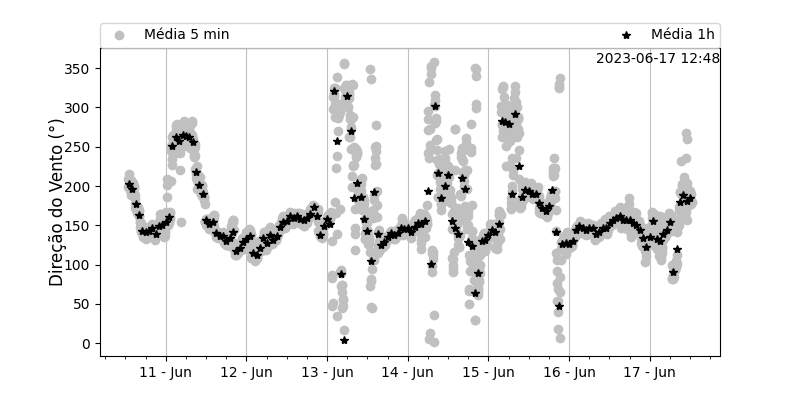 Média 5 min
Média 1h
2023-06-17 12:48
Direção do Vento (°)
350
300
250
200
150
100
50
0
11 - Jun
12 - Jun
13 - Jun
14 - Jun
15 - Jun
16 - Jun
17 - Jun